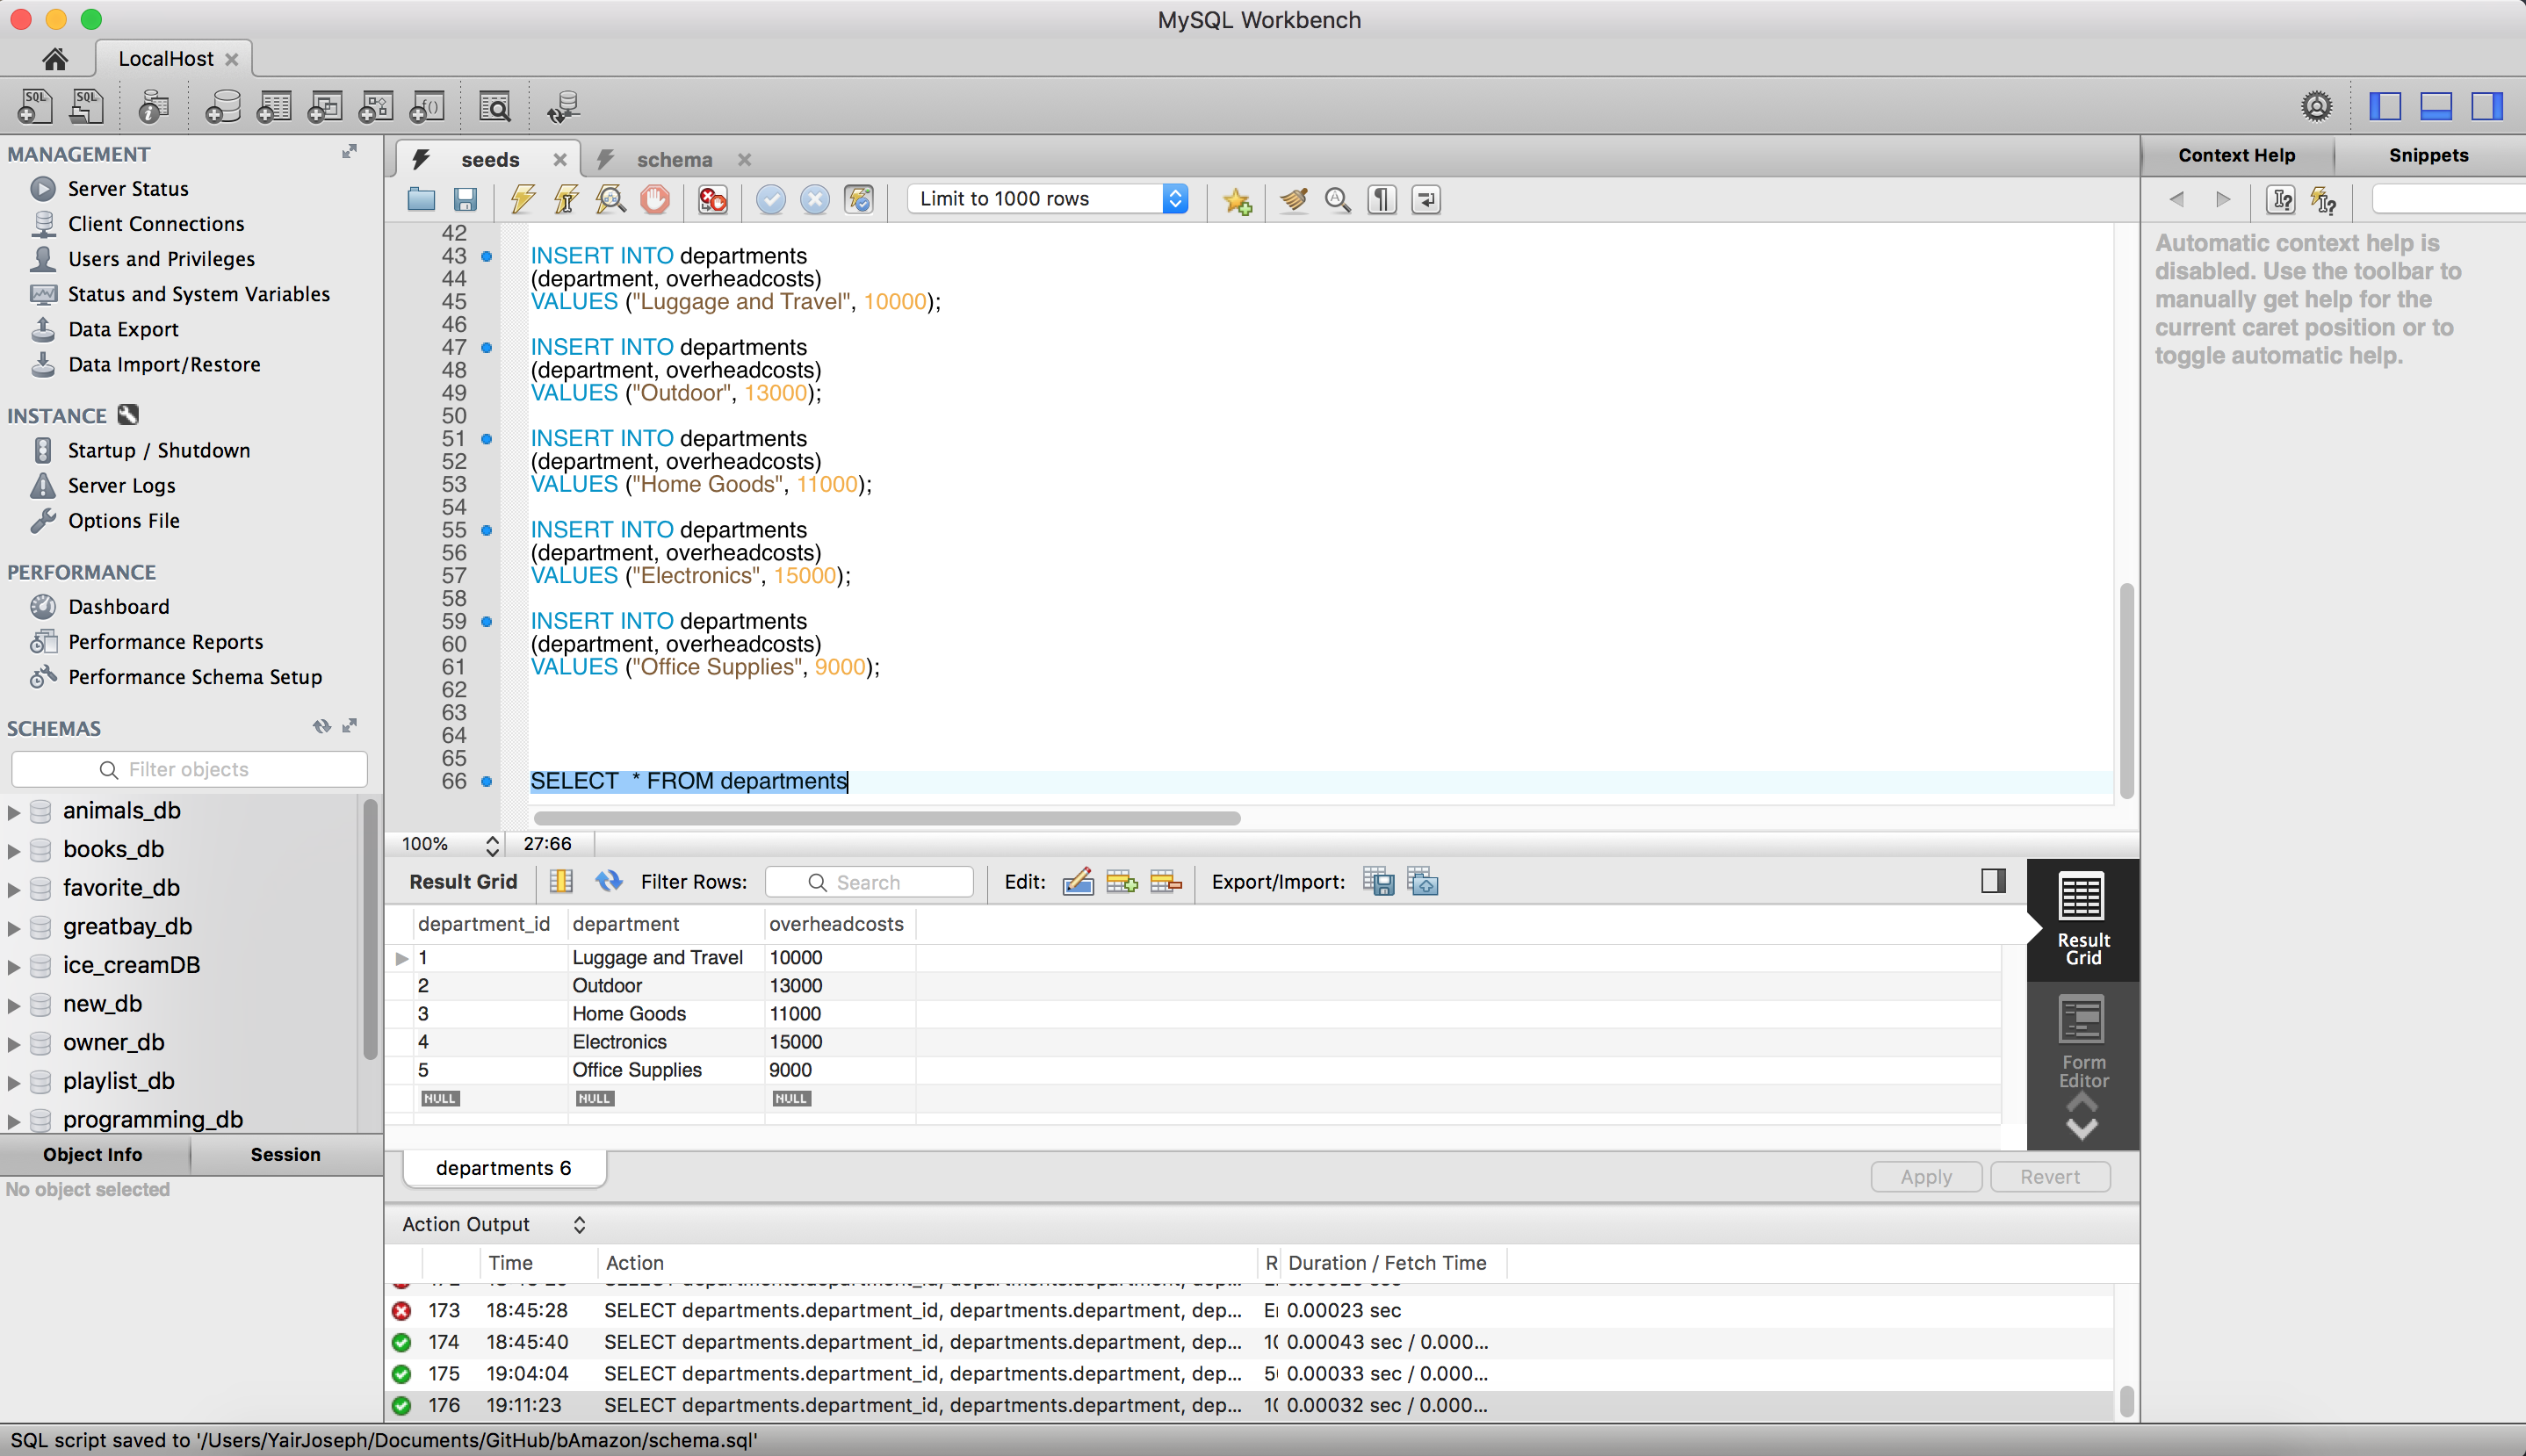 MySQL Workbench
LocalHost
MANAGEMENT
Server Status
Client Connections
Users and Privileges
Status and System Variables
Data Export
Data Import/Restore
INSTANCE
Startup / Shutdown
Server Logs
Options File
PERFORMANCE
Dashboard
Performance Reports
Performance Schema Setup
SCHEMAS
Filter objects
animals_db
books_db
favorite_db
greatbay_db
ice_creamDB
new_db
owner_db
playlist_db
programming_db
Object Info Session
No object selected
seeds schema
Limit to 1000 rows
42
43 INSERT INTO departments
44 (department, overheadcosts)
45 VALUES ("Luggage and Travel", 10000);
46
47 INSERT INTO departments
48 (department, overheadcosts)
49 VALUES ("Outdoor", 13000);
50
51 INSERT INTO departments
52 (department, overheadcosts)
53 VALUES ("Home Goods", 11000);
54
55 INSERT INTO departments
56 (department, overheadcosts)
57 VALUES ("Electronics", 15000);
58
59 INSERT INTO departments
60 (department, overheadcosts)
61 VALUES ("Office Supplies", 9000);
62
63
64
65
66 SELECT * FROM departments
100% 27:66
Result Grid Filter Rows: Search Edit: Export/Import:
department_id department overheadcosts
1 Luggage and Travel 10000
2 Outdoor 13000
3 Home Goods 11000
4 Electronics 15000
5 Office Supplies 9000
NULL NULL NULL
Result
Grid
Form
Editor
departments 6
Apply Revert
Action Output
Time Action R Duration / Fetch Time
173 18:45:28 SELECT departments.department_id, departments.department, dep... 0.00023 sec
174 18:45:40 SELECT departments.department_id, departments.department, dep... 0.00043 sec / 0.000...
175 19:04:04 SELECT departments.department_id, departments.department, dep... 0.00033 sec / 0.000...
176 19:11:23 SELECT departments.department_id, departments.department, dep... 0.00032 sec / 0.000...
Context Help Snippets
Automatic context help is
disabled. Use the toolbar to
manually get help for the
current caret position or to
toggle automatic help.
SQL script saved to '/Users/YairJoseph/Documents/GitHub/bAmazon/schema.sql'